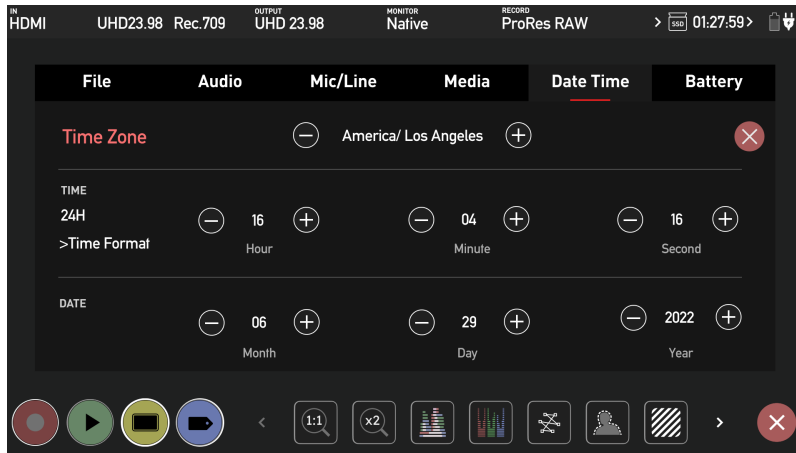 IN OUTPUT MONITOR RECORD
HDMI UHD23.98 Rec.709 UHD 23.98 Native ProRes RAW > SSD 01:27:59>
File Audio Mic/Line Media Date Time Battery
Time Zone America/ Los Angeles
TIME
24H 16 04 16
>Time Format Hour Minute Second
DATE
06 29 2022
Month Day Year
1:1 x2